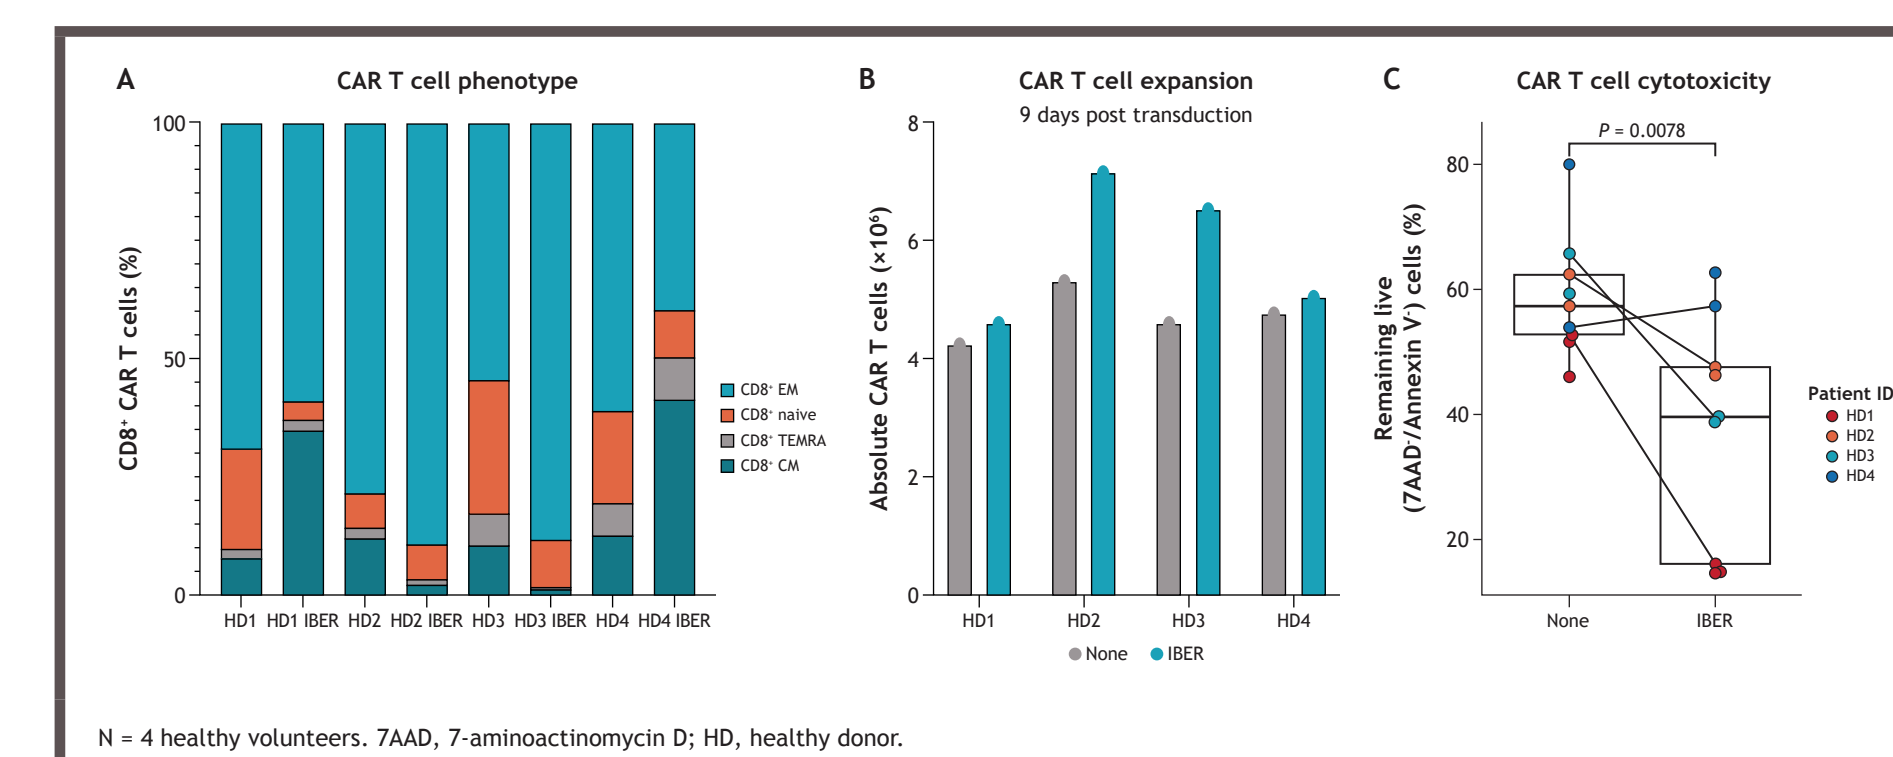 A
CAR T cell phenotype
CD8⁺ CAR T cells (%)
100
50
0
HD1 HD1 IBER HD2 HD2 IBER HD3 HD3 IBER HD4 HD4 IBER
CD8⁺ EM
CD8⁺ naive
CD8⁺ TEMRA
CD8⁺ CM
B
CAR T cell expansion
9 days post transduction
Absolute CAR T cells (×10⁶)
8
6
4
2
0
HD1 HD2 HD3 HD4
None IBER
C
CAR T cell cytotoxicity
P = 0.0078
Remaining live
(7AAD⁻/Annexin V⁻) cells (%)
80
60
40
20
None IBER
Patient ID
HD1
HD2
HD3
HD4
N = 4 healthy volunteers. 7AAD, 7-aminoactinomycin D; HD, healthy donor.